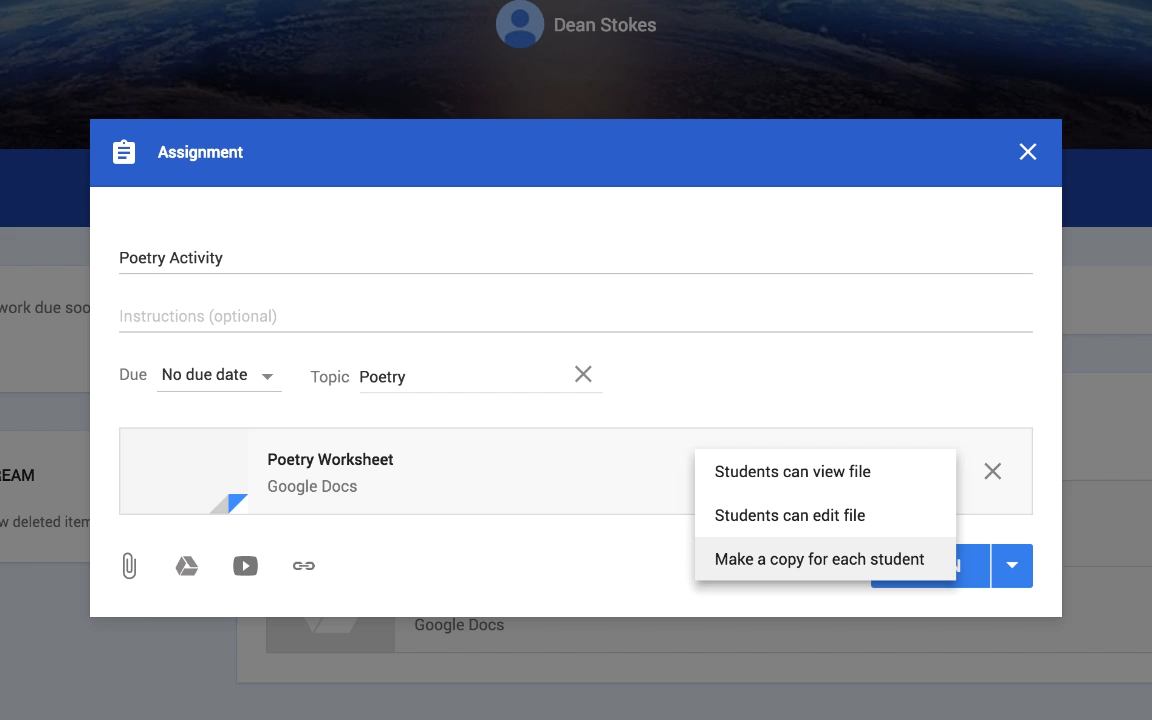 Dean Stokes
Assignment
Poetry Activity
work due soo
Instructions (optional)
Due No due date Topic Poetry
Poetry Worksheet
Google Docs
Students can view file
Students can edit file
Make a copy for each student
N
REAM
w deleted item
Google Docs